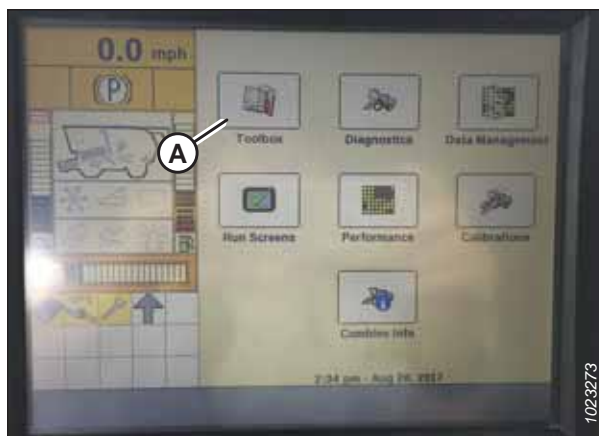 0.0 mph
(P)
A
Toolbox
Diagnostics
Data Management
Run Screens
Performance
Calibrations
Combine Info
2:34 pm - Aug 26, 2017
1023273